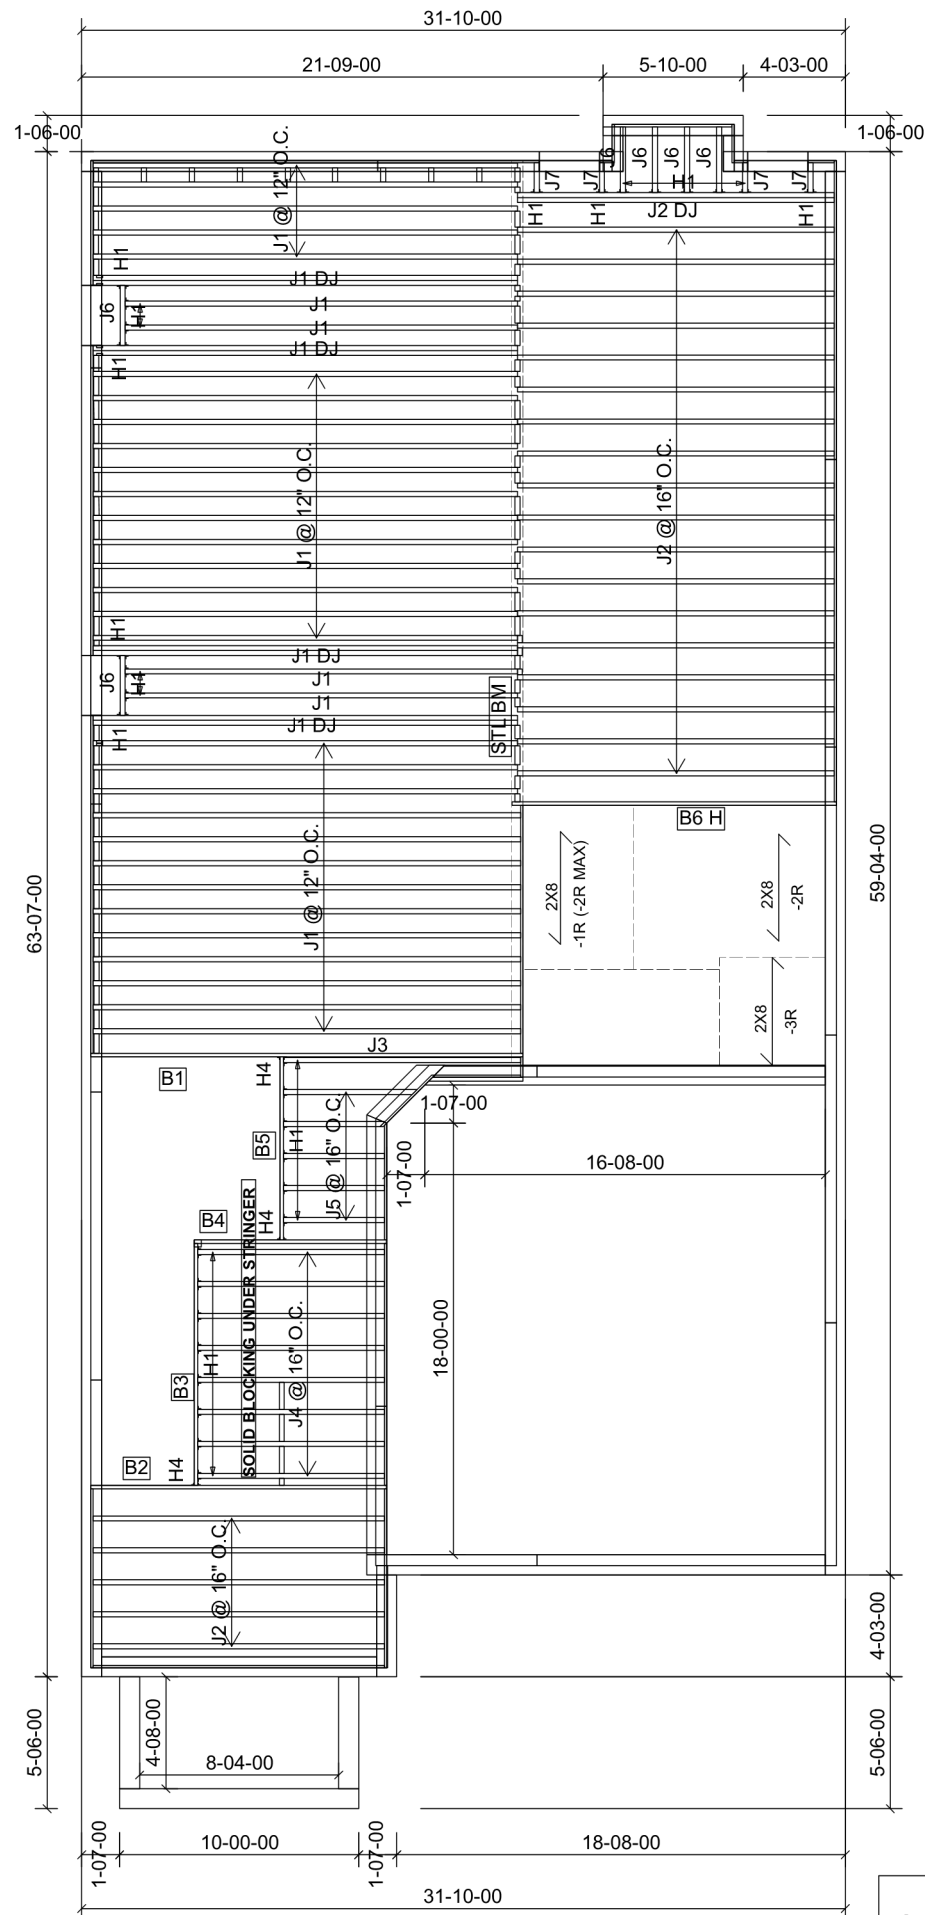 31-10-00
21-09-00
5-10-00
4-03-00
1-06-00
1-06-00
J1 @ 12" O.C.
J6
J6
J6
J6
J7
J7
H1
J7
J7
H1
H1
H1
J2 DJ
H1
J1 DJ
J6
H4
J1
J1
J1 DJ
H1
J1 @ 12" O.C.
J2 @ 16" O.C.
H1
J1 DJ
J6
H4
J1
J1
J1 DJ
H1
STL BM
B6 H
J1 @ 12" O.C.
2X8
-1R (-2R MAX)
2X8
-2R
2X8
-3R
63-07-00
59-04-00
J3
B1
H4
B5
H1
J5 @ 16" O.C.
H4
1-07-00
1-07-00
16-08-00
B4
SOLID BLOCKING UNDER STRINGER
H1
J4 @ 16" O.C.
B3
18-00-00
B2
H4
J2 @ 16" O.C.
4-03-00
5-06-00
4-08-00
8-04-00
5-06-00
1-07-00
10-00-00
1-07-00
18-08-00
31-10-00